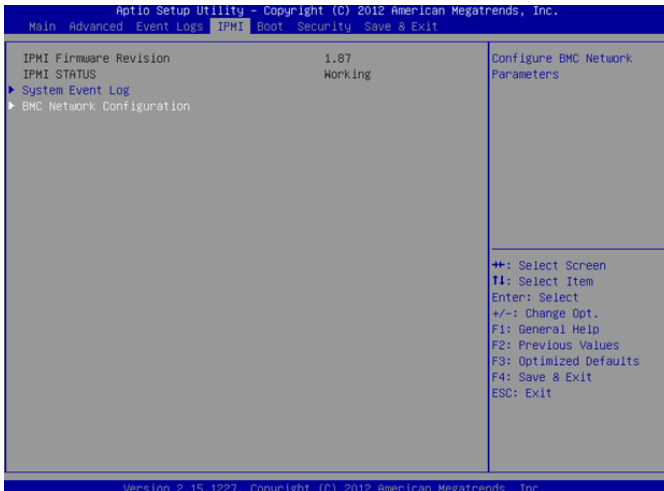 Aptio Setup Utility – Copyright (C) 2012 American Megatrends, Inc.
Main Advanced Event Logs IPMI Boot Security Save & Exit
IPMI Firmware Revision 1.87
IPMI STATUS Working
System Event Log
BMC Network Configuration
Configure BMC Network
Parameters
→←: Select Screen
↑↓: Select Item
Enter: Select
+/-: Change Opt.
F1: General Help
F2: Previous Values
F3: Optimized Defaults
F4: Save & Exit
ESC: Exit
Version 2.15.1227. Copyright (C) 2012 American Megatrends, Inc.